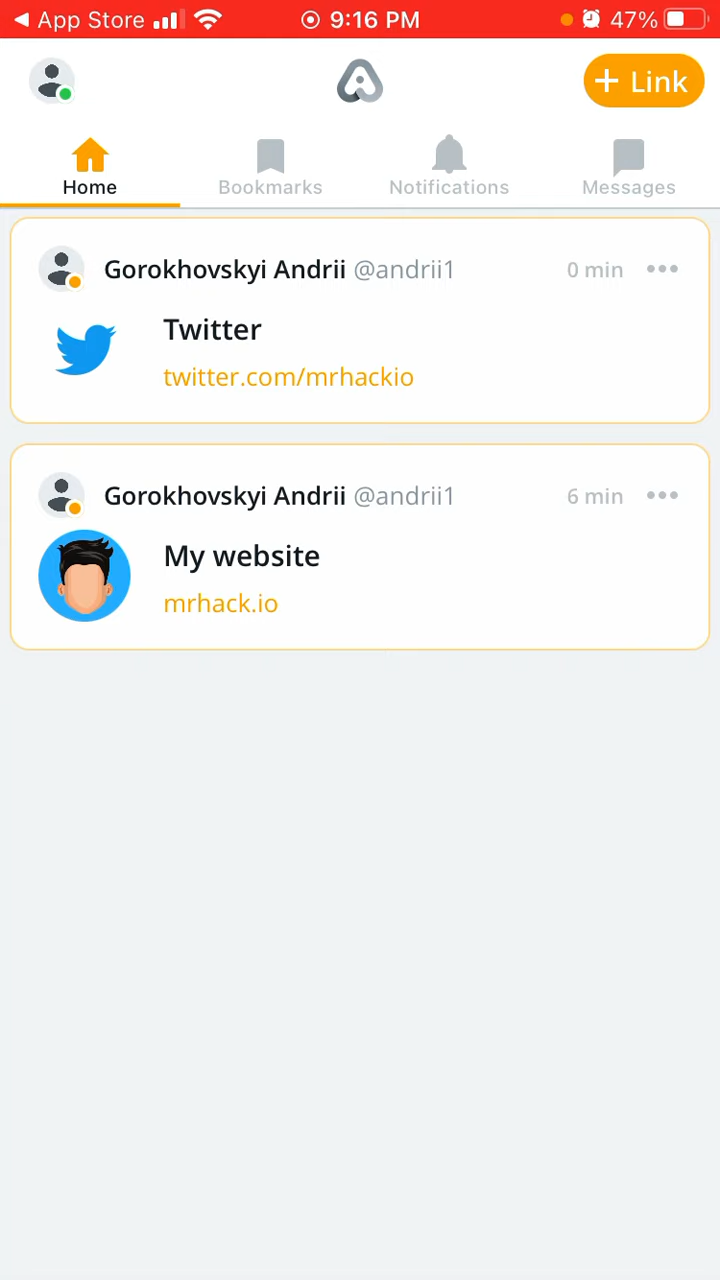 App Store 9:16 PM 47%
+ Link
Home Bookmarks Notifications Messages
Gorokhovskyi Andrii @andrii1 0 min
Twitter
twitter.com/mrhackio
Gorokhovskyi Andrii @andrii1 6 min
My website
mrhack.io